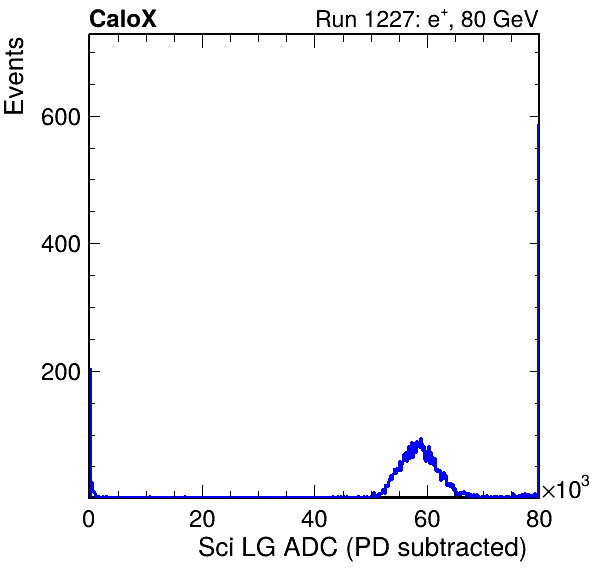 CaloX Run 1227: e⁺, 80 GeV
Events
600
400
200
0 20 40 60 80 ×10³
Sci LG ADC (PD subtracted)